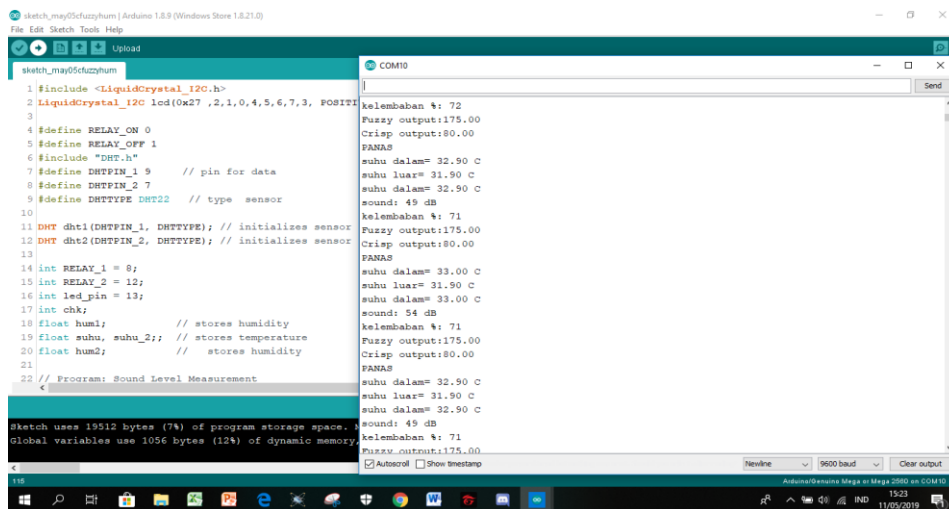 sketch_may05cfuzzyhum | Arduino 1.8.9 (Windows Store 1.8.21.0)
File Edit Sketch Tools Help
Upload
sketch_may05cfuzzyhum
1 #include <LiquidCrystal_I2C.h>
2 LiquidCrystal_I2C lcd(0x27 ,2,1,0,4,5,6,7,3, POSITI
3
4 #define RELAY_ON 0
5 #define RELAY_OFF 1
6 #include "DHT.h"
7 #define DHTPIN_1 9 // pin for data
8 #define DHTPIN_2 7
9 #define DHTTYPE DHT22 // type sensor
10
11 DHT dht1(DHTPIN_1, DHTTYPE); // initializes sensor
12 DHT dht2(DHTPIN_2, DHTTYPE); // initializes sensor
13
14 int RELAY_1 = 8;
15 int RELAY_2 = 12;
16 int led_pin = 13;
17 int chk;
18 float hum1; // stores humidity
19 float suhu, suhu_2;; // stores temperature
20 float hum2; // stores humidity
21
22 // Program: Sound Level Measurement
Sketch uses 19512 bytes (7%) of program storage space.
Global variables use 1056 bytes (12%) of dynamic memory,
115
COM10
Send
kelembaban %: 72
Fuzzy output:175.00
Crisp output:80.00
PANAS
suhu dalam= 32.90 C
suhu luar= 31.90 C
suhu dalam= 32.90 C
sound: 49 dB
kelembaban %: 71
Fuzzy output:175.00
Crisp output:80.00
PANAS
suhu dalam= 33.00 C
suhu luar= 31.90 C
suhu dalam= 33.00 C
sound: 54 dB
kelembaban %: 71
Fuzzy output:175.00
Crisp output:80.00
PANAS
suhu dalam= 32.90 C
suhu luar= 31.90 C
suhu dalam= 32.90 C
sound: 49 dB
kelembaban %: 71
Fuzzy output:175.00
Autoscroll Show timestamp
Newline 9600 baud Clear output
Arduino/Genuino Mega or Mega 2560 on COM10
IND 15:23
11/05/2019